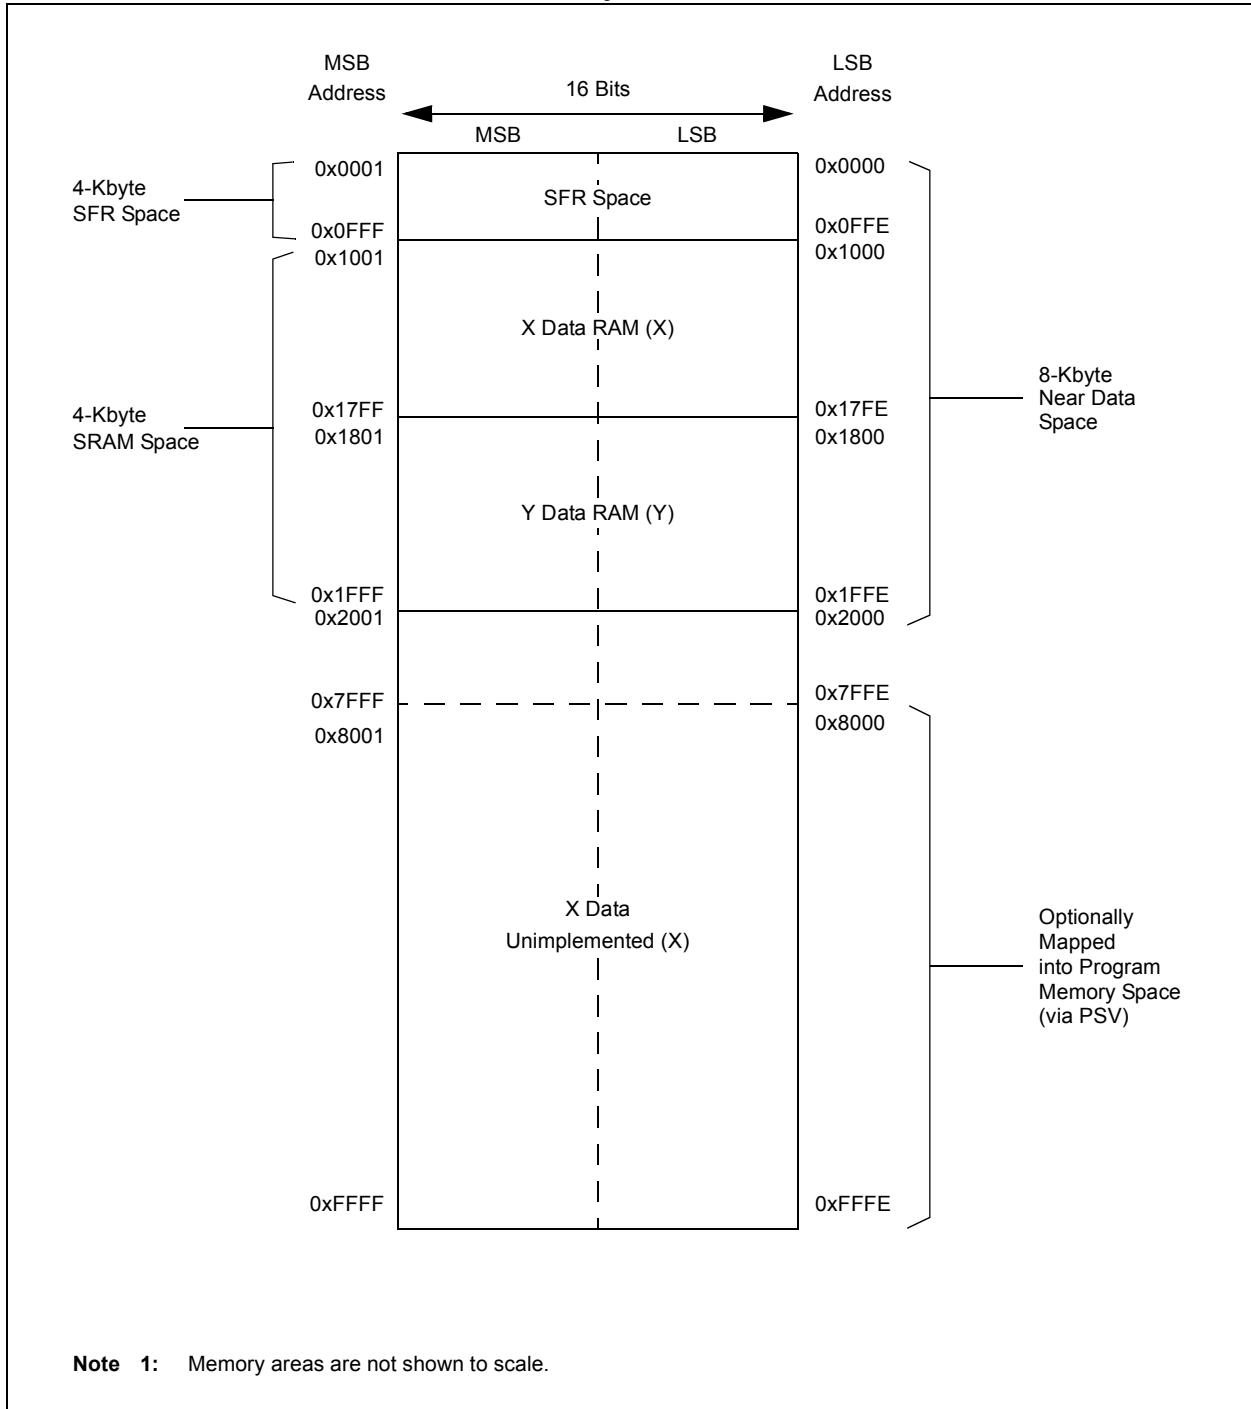 MSB
Address
16 Bits
LSB
Address
MSB
LSB
0x0001
0x0000
4-Kbyte
SFR Space
SFR Space
0x0FFF
0x0FFE
0x1001
0x1000
X Data RAM (X)
8-Kbyte
Near Data
Space
0x17FF
0x17FE
4-Kbyte
SRAM Space
0x1801
0x1800
Y Data RAM (Y)
0x1FFF
0x1FFE
0x2001
0x2000
0x7FFF
0x7FFE
0x8001
0x8000
X Data
Unimplemented (X)
Optionally
Mapped
into Program
Memory Space
(via PSV)
0xFFFF
0xFFFE
Note 1: Memory areas are not shown to scale.